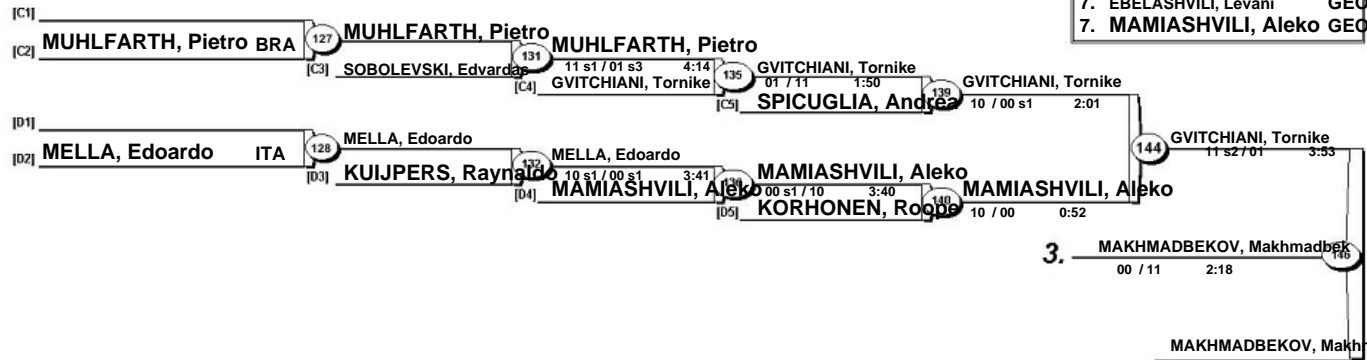 7. EBELASHVILI, Levani GEO
7. MAMIASHVILI, Aleko GEO
[C1]
[C2] MUHLFARTH, Pietro BRA
127
MUHLFARTH, Pietro
[C3] SOBOLEVSKI, Edvardas
131
MUHLFARTH, Pietro
11 s1 / 01 s3 4:14
[C4] GVITCHIANI, Tornike
135
GVITCHIANI, Tornike
01 / 11 1:50
[C5] SPICUGLIA, Andrea
139
GVITCHIANI, Tornike
10 / 00 s1 2:01
[D1]
[D2] MELLA, Edoardo ITA
128
MELLA, Edoardo
[D3] KUIJPERS, Raynaldo
132
MELLA, Edoardo
10 s1 / 00 s1 3:41
[D4] MAMIASHVILI, Aleko
136
MAMIASHVILI, Aleko
00 s1 / 10 3:40
[D5] KORHONEN, Roope
140
MAMIASHVILI, Aleko
10 / 00 0:52
144
GVITCHIANI, Tornike
11 s2 / 01 3:53
3. MAKHMADBEKOV, Makhmadbek
00 / 11 2:18
146
MAKHMADBEKOV,